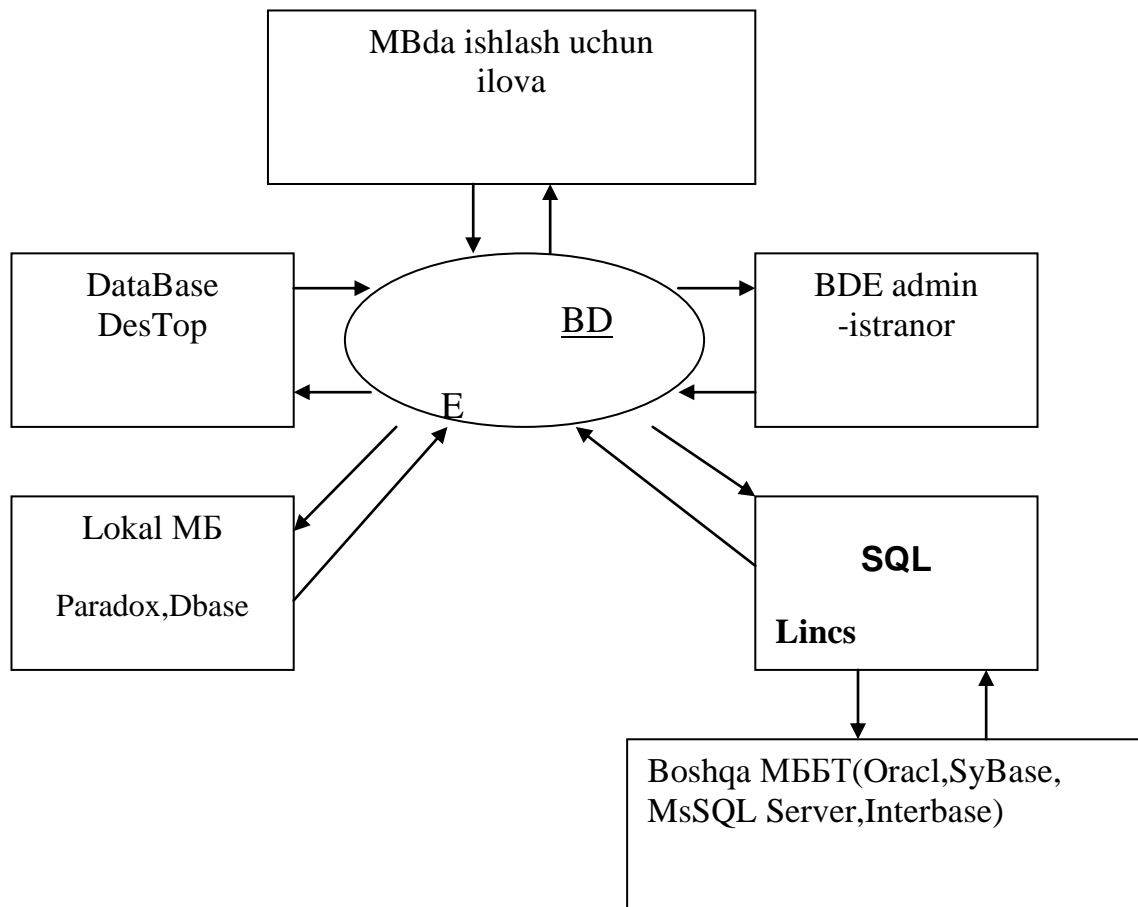 MBda ishlash uchun
ilova
DataBase
DesTop
BD
E
BDE admin
-istranor
Lokal МБ
Paradox,Dbase
SQL
Lincs
Boshqa МББТ(Oracl,SyBase,
MsSQL Server,Interbase)